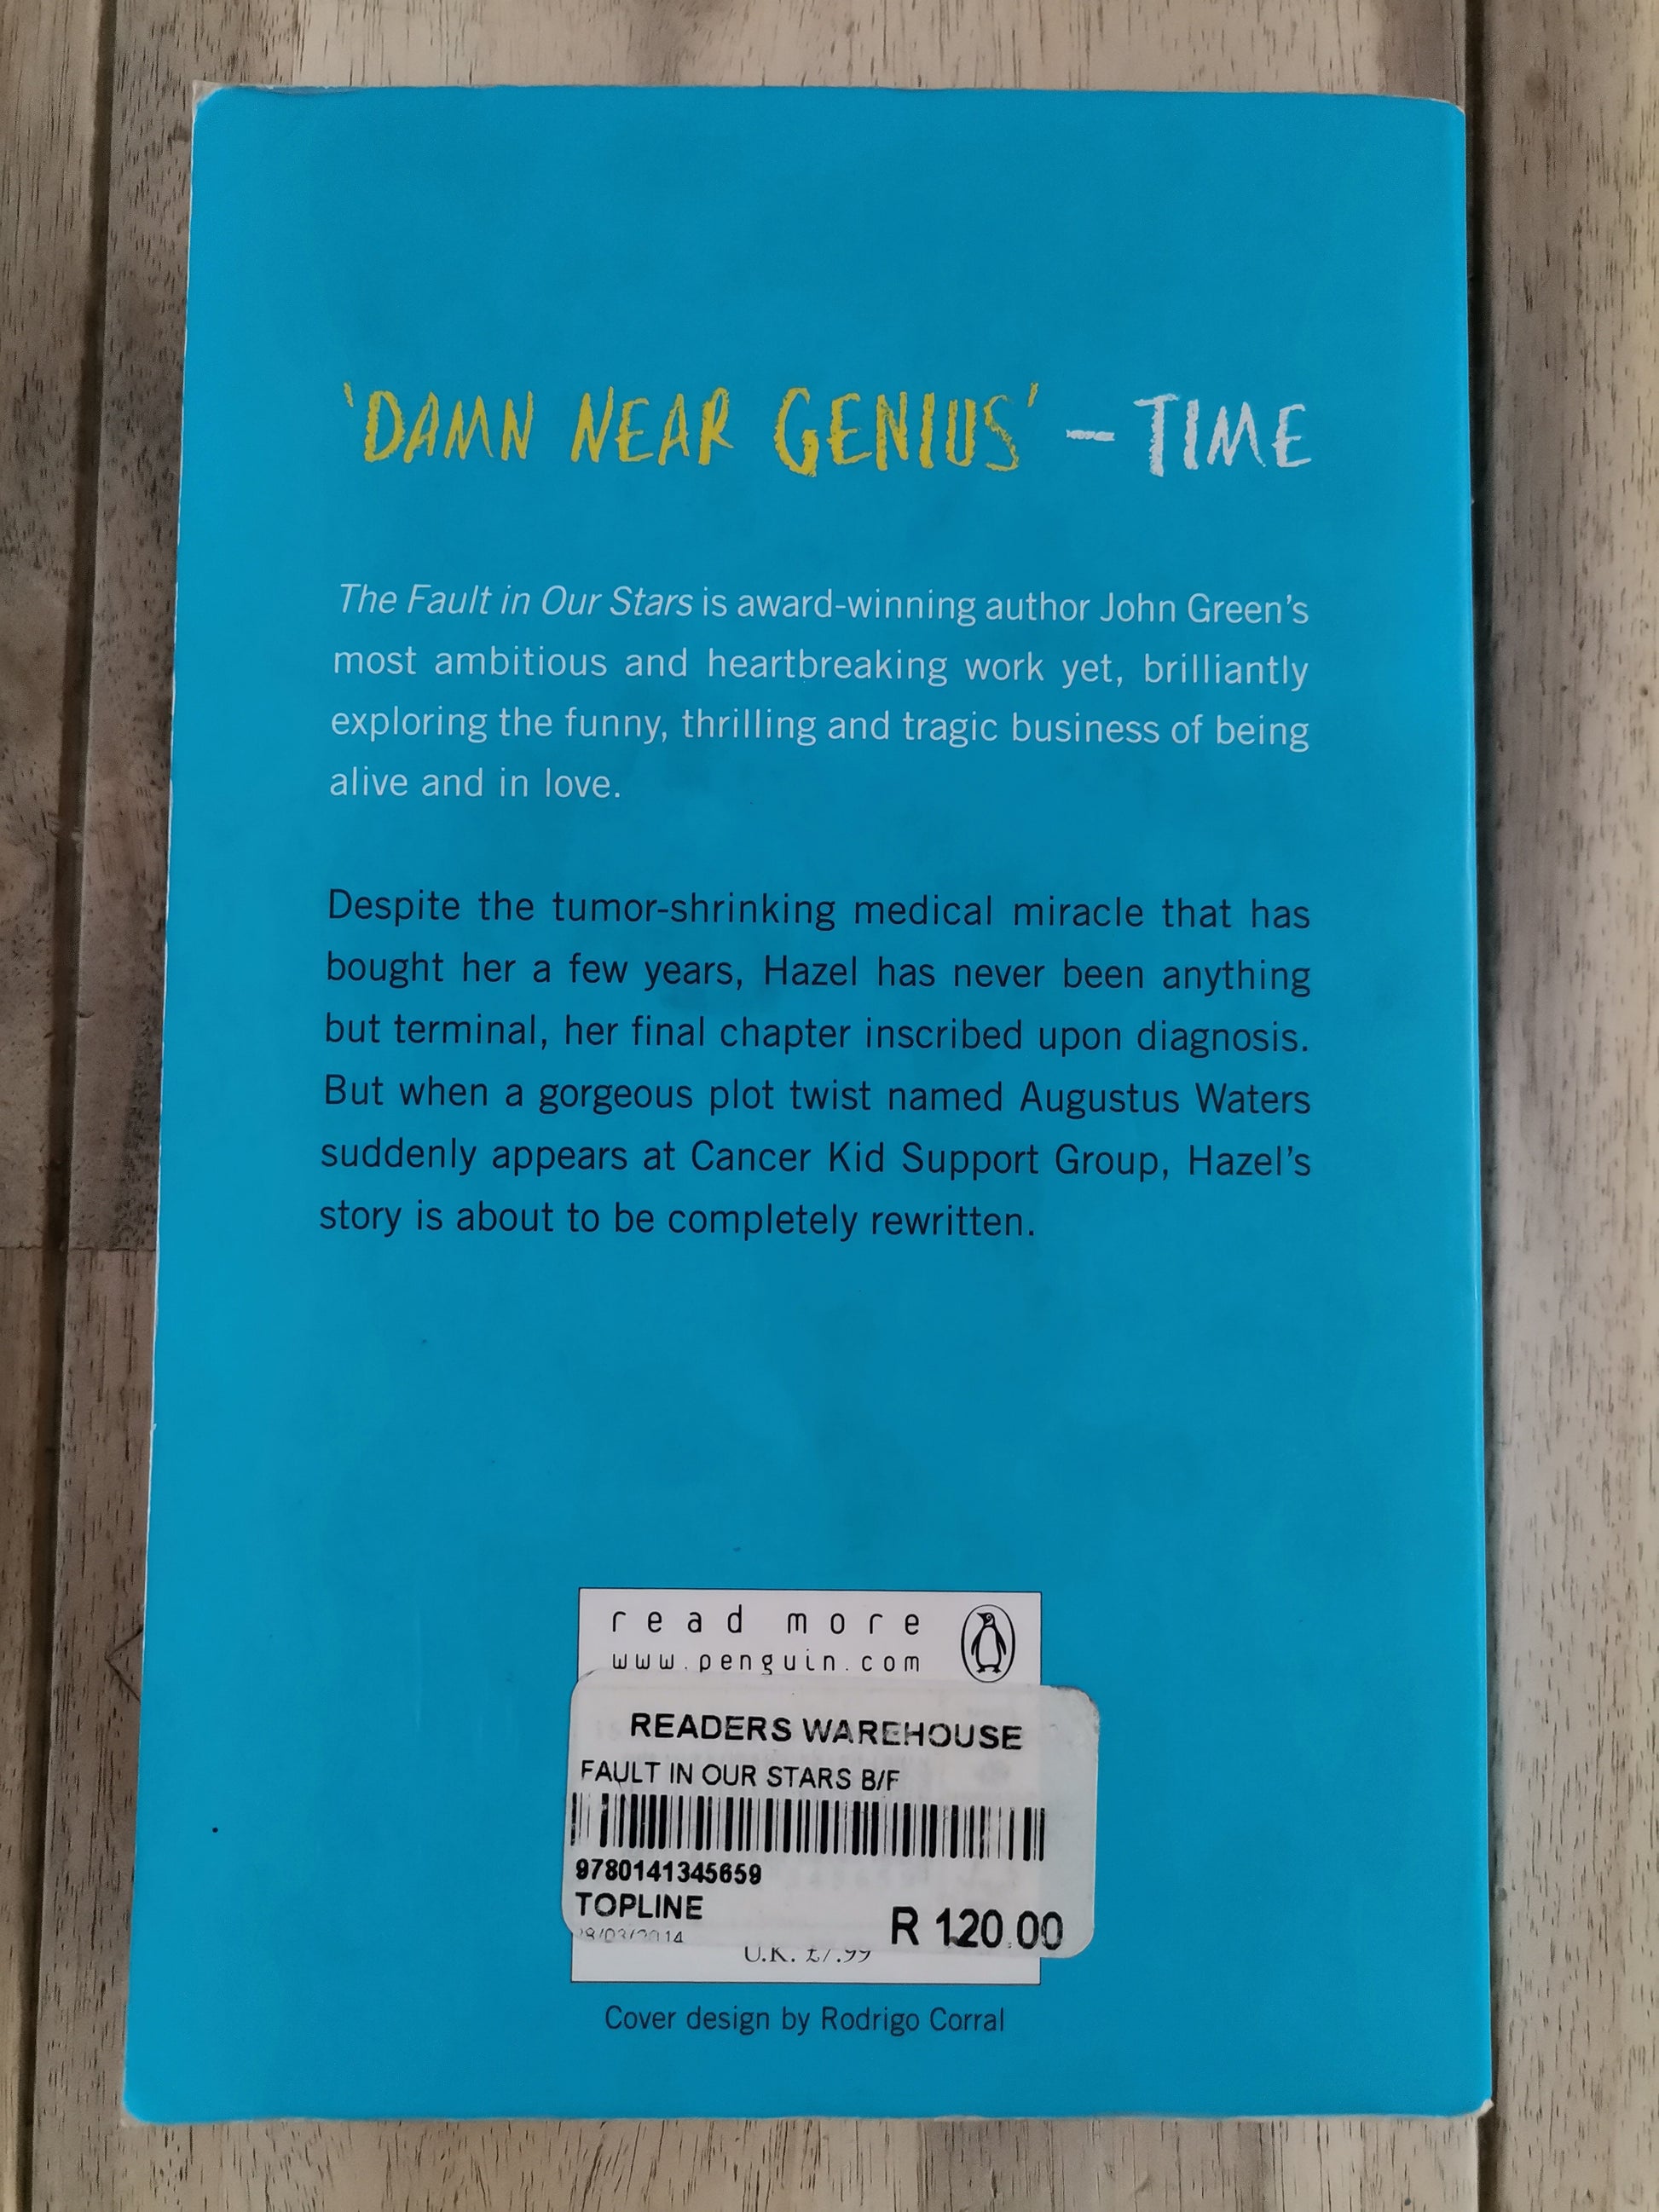 ‘DAMN NEAR GENIUS’ – TIME
The Fault in Our Stars is award-winning author John Green’s
most ambitious and heartbreaking work yet, brilliantly
exploring the funny, thrilling and tragic business of being
alive and in love.
Despite the tumor-shrinking medical miracle that has
bought her a few years, Hazel has never been anything
but terminal, her final chapter inscribed upon diagnosis.
But when a gorgeous plot twist named Augustus Waters
suddenly appears at Cancer Kid Support Group, Hazel’s
story is about to be completely rewritten.
read more
www.penguin.com
READERS WAREHOUSE
FAULT IN OUR STARS B/F
9780141345659
TOPLINE
R 120.00
U.K. £7.99
Cover design by Rodrigo Corral